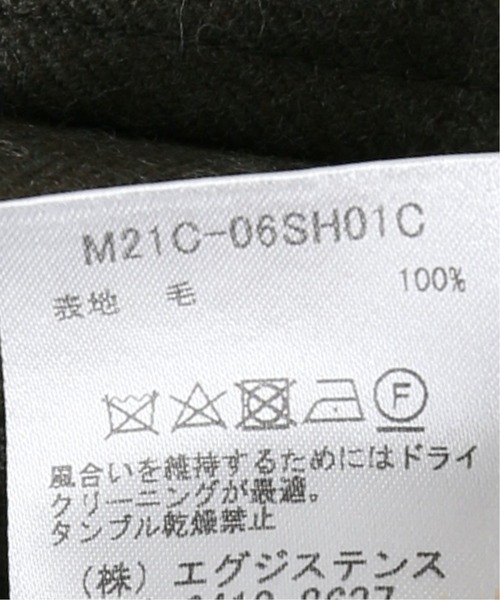 M21C-06SH01C
表地 毛 100%
F
風合いを維持するためにはドライ
クリーニングが最適。
タンブル乾燥禁止
(株) エグジステンス